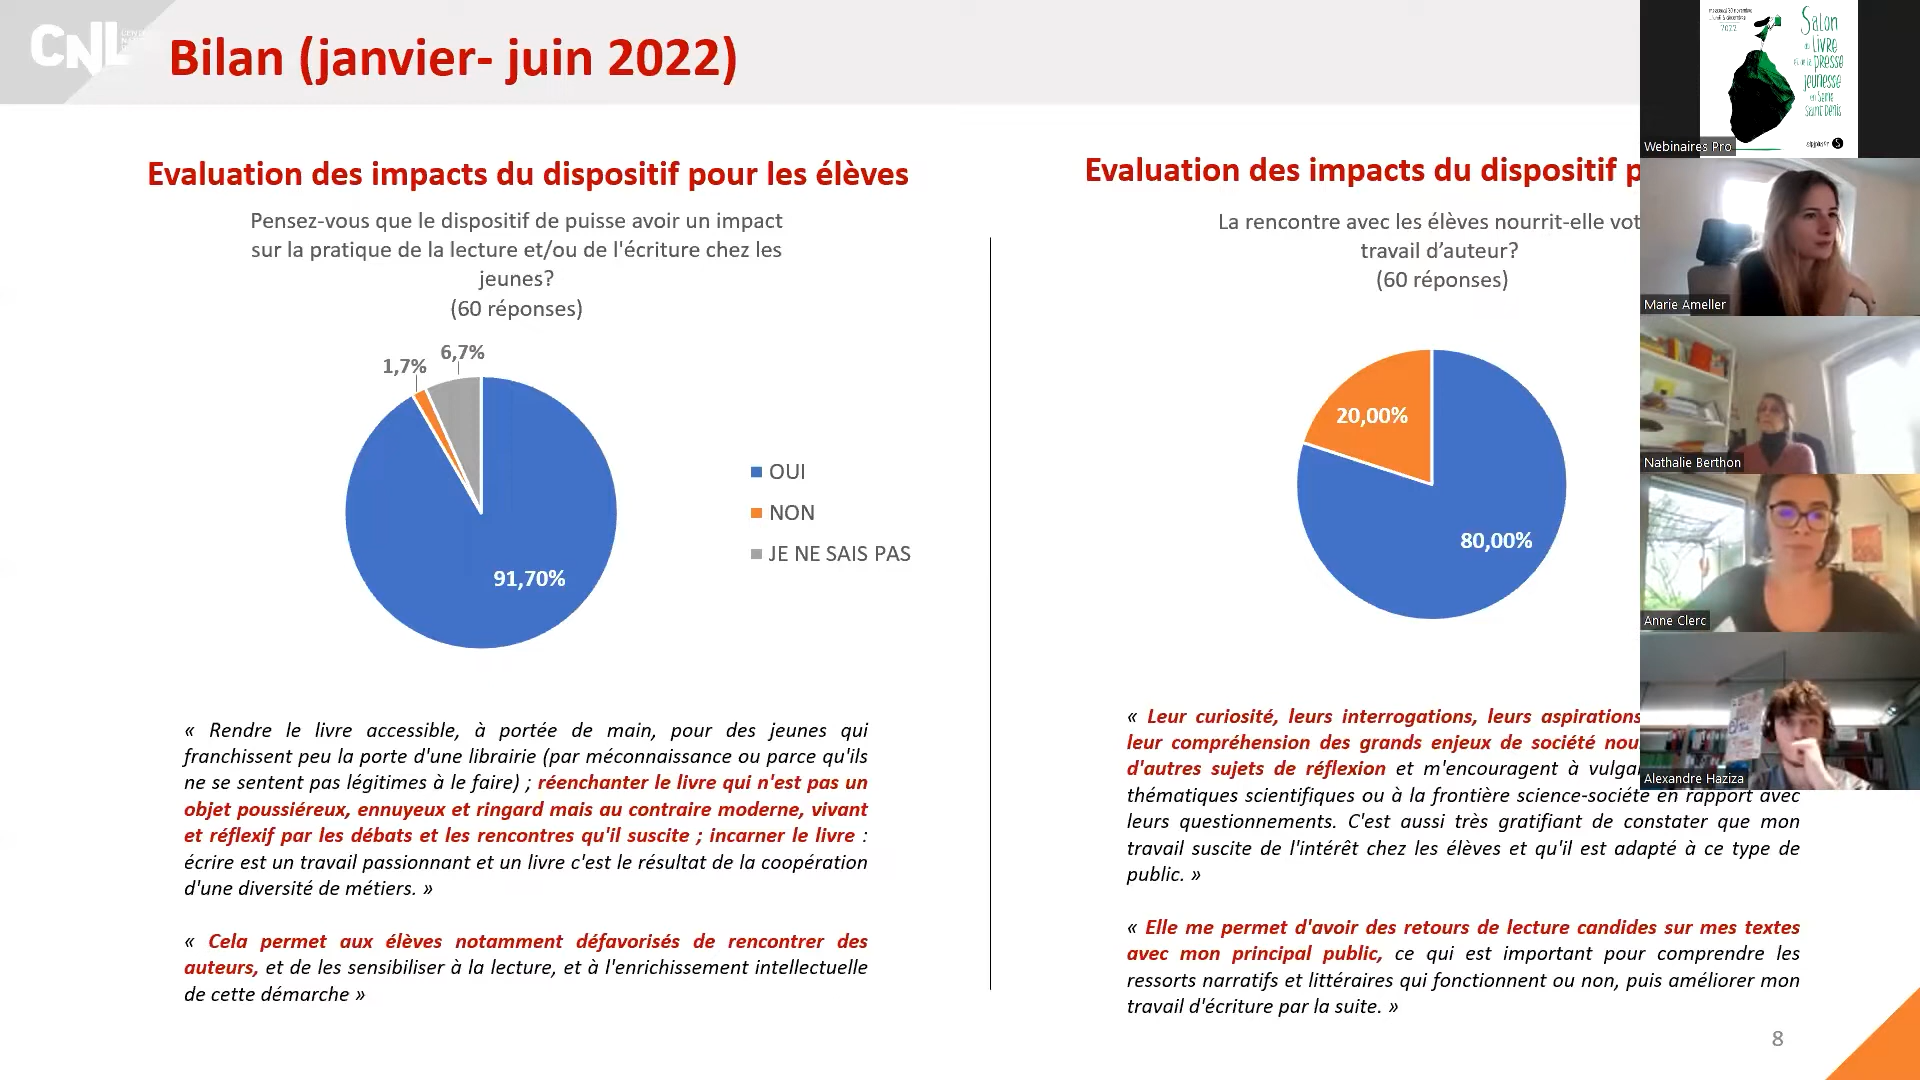 CNL
Bilan (janvier- juin 2022)
Evaluation des impacts du dispositif pour les élèves
Pensez-vous que le dispositif de puisse avoir un impact
sur la pratique de la lecture et/ou de l'écriture chez les
jeunes?
(60 réponses)
1,7%
6,7%
91,70%
OUI
NON
JE NE SAIS PAS
« Rendre le livre accessible, à portée de main, pour des jeunes qui
franchissent peu la porte d'une librairie (par méconnaissance ou parce qu'ils
ne se sentent pas légitimes à le faire) ; réenchanter le livre qui n'est pas un
objet poussiéreux, ennuyeux et ringard mais au contraire moderne, vivant
et réflexif par les débats et les rencontres qu'il suscite ; incarner le livre :
écrire est un travail passionnant et un livre c'est le résultat de la coopération
d'une diversité de métiers. »
« Cela permet aux élèves notamment défavorisés de rencontrer des
auteurs, et de les sensibiliser à la lecture, et à l'enrichissement intellectuelle
de cette démarche »
Evaluation des impacts du dispositif p
La rencontre avec les élèves nourrit-elle vot
travail d’auteur?
(60 réponses)
20,00%
80,00%
« Leur curiosité, leurs interrogations, leurs aspirations
leur compréhension des grands enjeux de société nou
d'autres sujets de réflexion et m'encouragent à vulga
thématiques scientifiques ou à la frontière science-société en rapport avec
leurs questionnements. C'est aussi très gratifiant de constater que mon
travail suscite de l'intérêt chez les élèves et qu'il est adapté à ce type de
public. »
« Elle me permet d'avoir des retours de lecture candides sur mes textes
avec mon principal public, ce qui est important pour comprendre les
ressorts narratifs et littéraires qui fonctionnent ou non, puis améliorer mon
travail d'écriture par la suite. »
8
2022
Salon
du livre
et de la presse
jeunesse
en Seine
Saint-Denis
Webinaires Pro
Marie Ameller
Nathalie Berthon
Anne Clerc
Alexandre Haziza